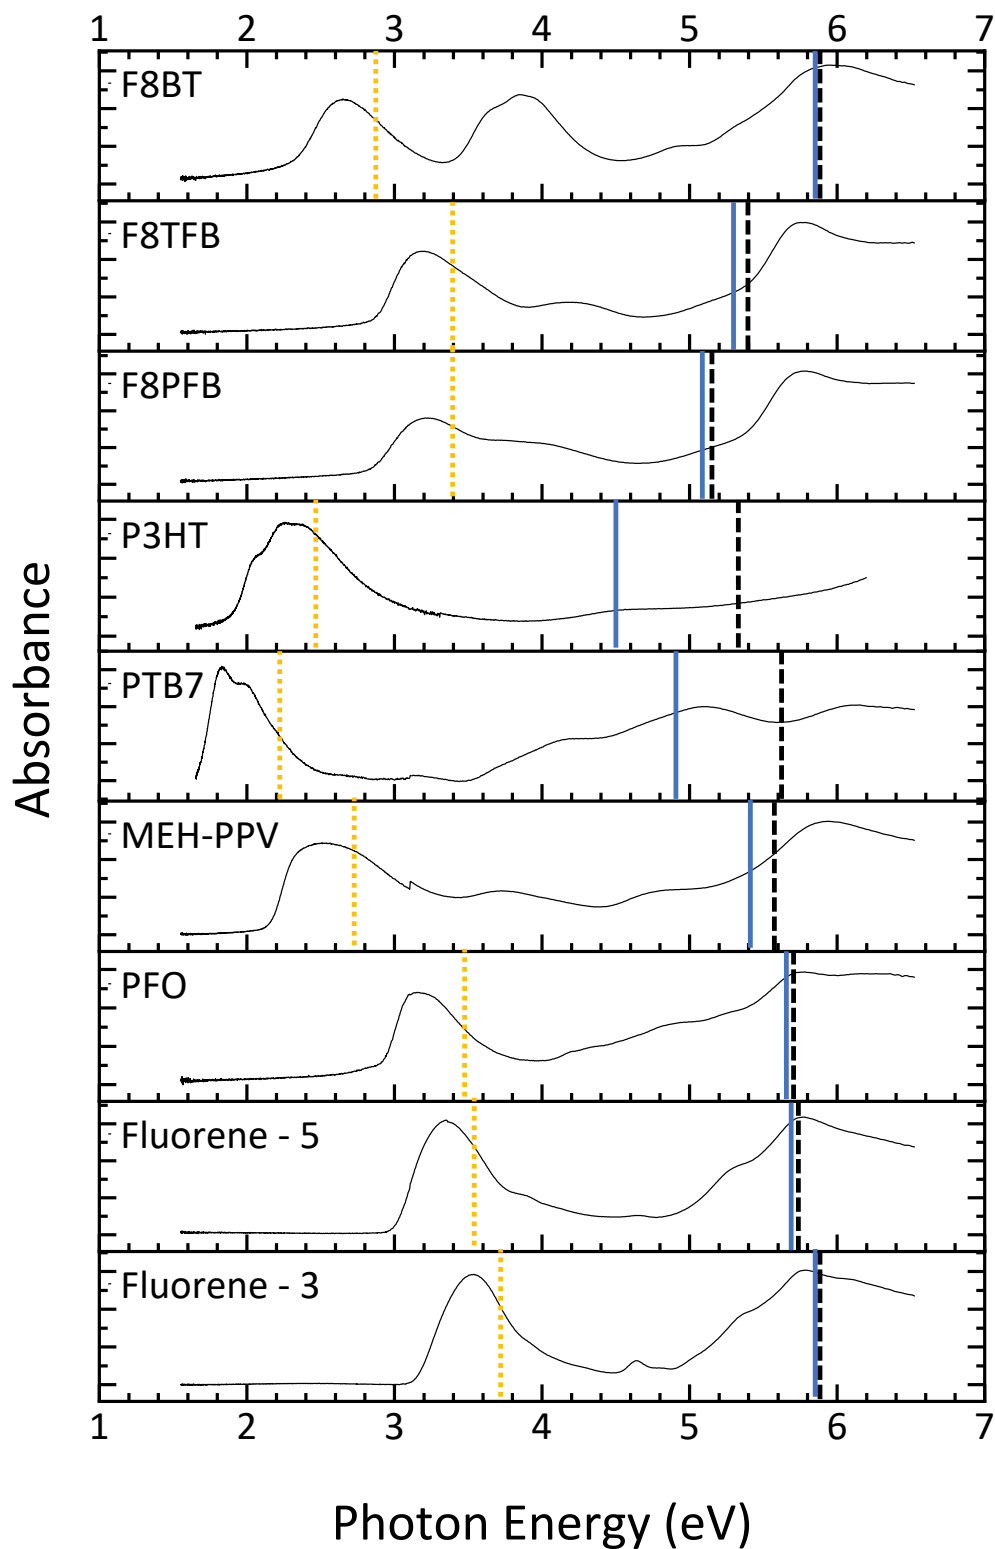 1 2 3 4 5 6 7
F8BT
F8TFB
F8PFB
P3HT
PTB7
MEH-PPV
PFO
Fluorene - 5
Fluorene - 3
1 2 3 4 5 6 7
Absorbance
Photon Energy (eV)